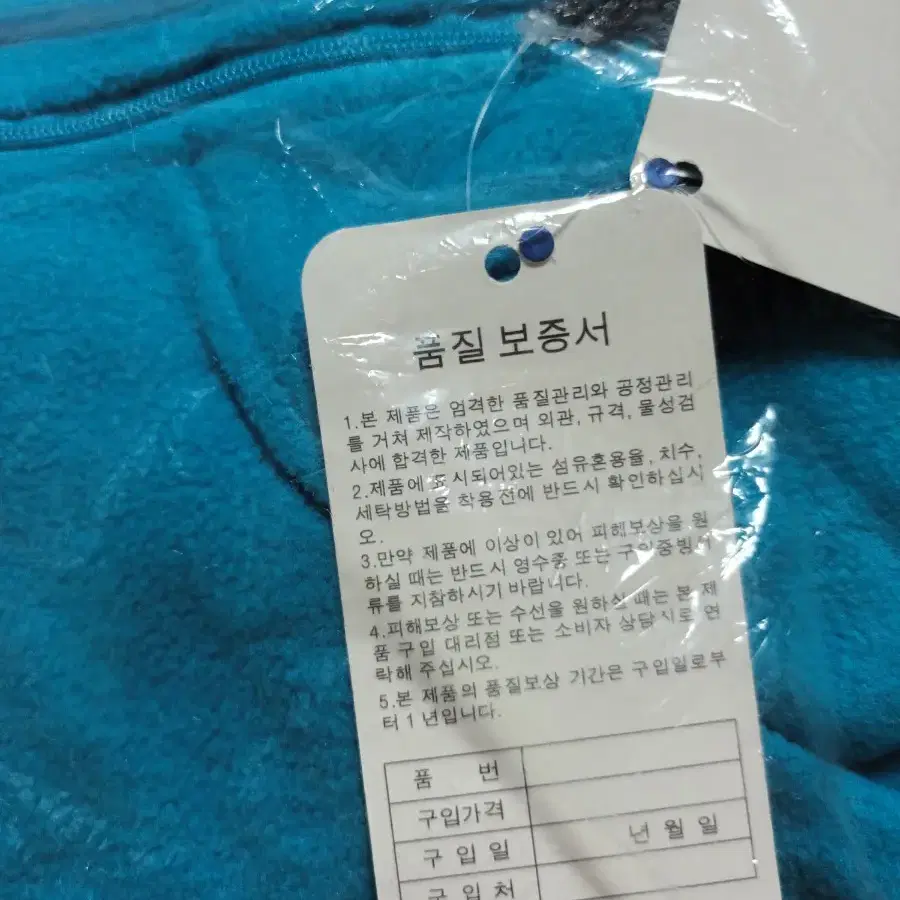 품질 보증서
1.본 제품은 엄격한 품질관리와 공정관리
를 거쳐 제작하였으며 외관, 규격, 물성검
사에 합격한 제품입니다.
2.제품에 표시되어있는 섬유혼용율, 치수,
세탁방법을 착용전에 반드시 확인하십시
오.
3.만약 제품에 이상이 있어 피해보상을 원
하실 때는 반드시 영수증 또는 구입증빙서
류를 지참하시기 바랍니다.
4.피해보상 또는 수선을 원하실 때는 본 제
품 구입 대리점 또는 소비자 상담실로 연
락해 주십시오.
5.본 제품의 품질보상 기간은 구입일로부
터 1 년입니다.
품 번
구입가격
구 입 일 년 월 일
구 입 처